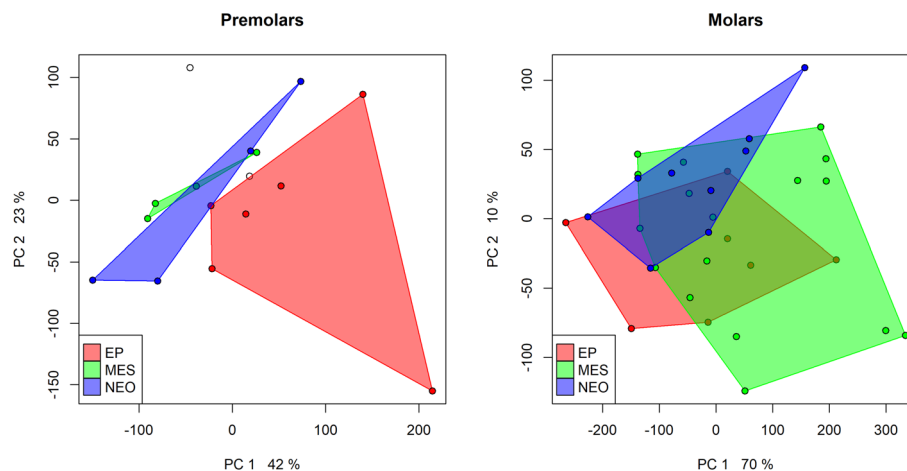 Premolars
100
50
0
-50
-100
-150
PC 2 23 %
EP
MES
NEO
-100 0 100 200
PC 1 42 %
Molars
100
50
0
-50
-100
PC 2 10 %
EP
MES
NEO
-200 -100 0 100 200 300
PC 1 70 %